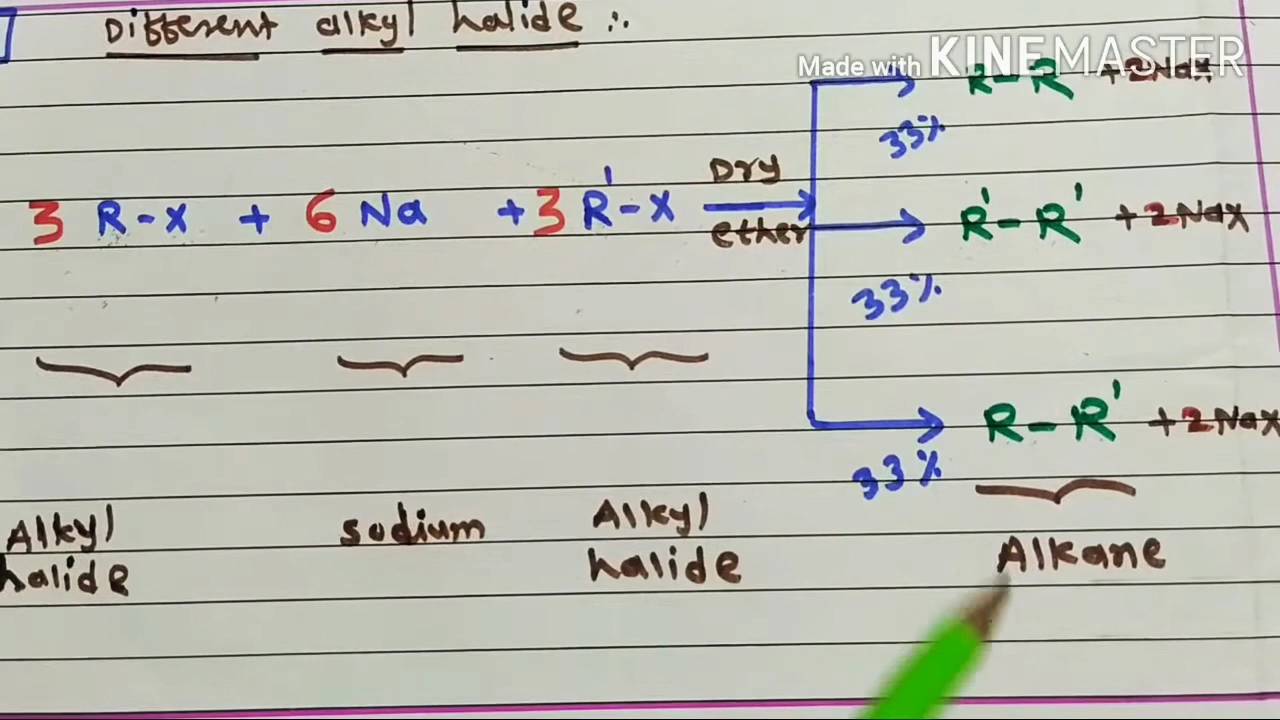 Different alkyl halide :.
Made with KINEMASTER
R-R + 2Nax
33%
3 R-x + 6 Na + 3 R'-x Dry ether
R'-R' + 2Nax
33%
R-R' + 2Nax
33%
Alkyl halide
sodium
Alkyl halide
Alkane